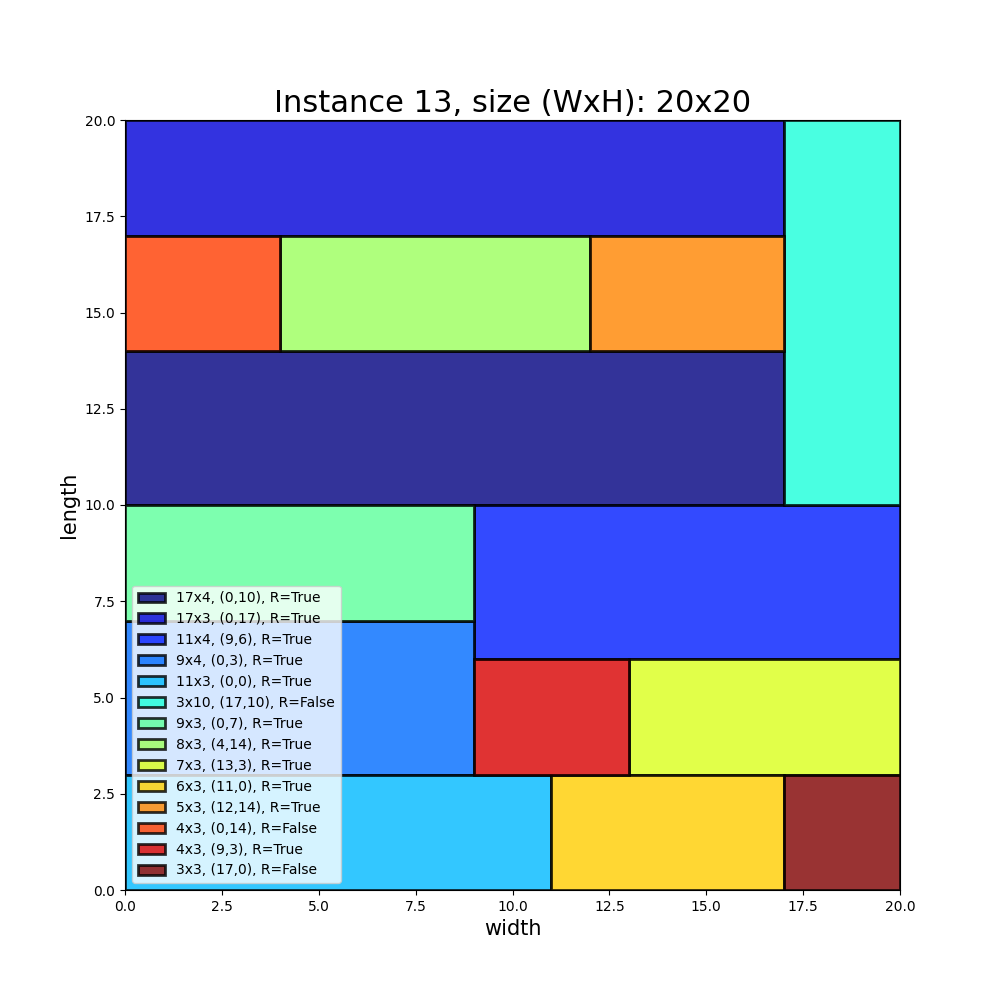 Instance 13, size (WxH): 20x20
20.0
17.5
15.0
12.5
10.0
7.5
5.0
2.5
0.0
length
17x4, (0,10), R=True
17x3, (0,17), R=True
11x4, (9,6), R=True
9x4, (0,3), R=True
11x3, (0,0), R=True
3x10, (17,10), R=False
9x3, (0,7), R=True
8x3, (4,14), R=True
7x3, (13,3), R=True
6x3, (11,0), R=True
5x3, (12,14), R=True
4x3, (0,14), R=False
4x3, (9,3), R=True
3x3, (17,0), R=False
0.0 2.5 5.0 7.5 10.0 12.5 15.0 17.5 20.0
width